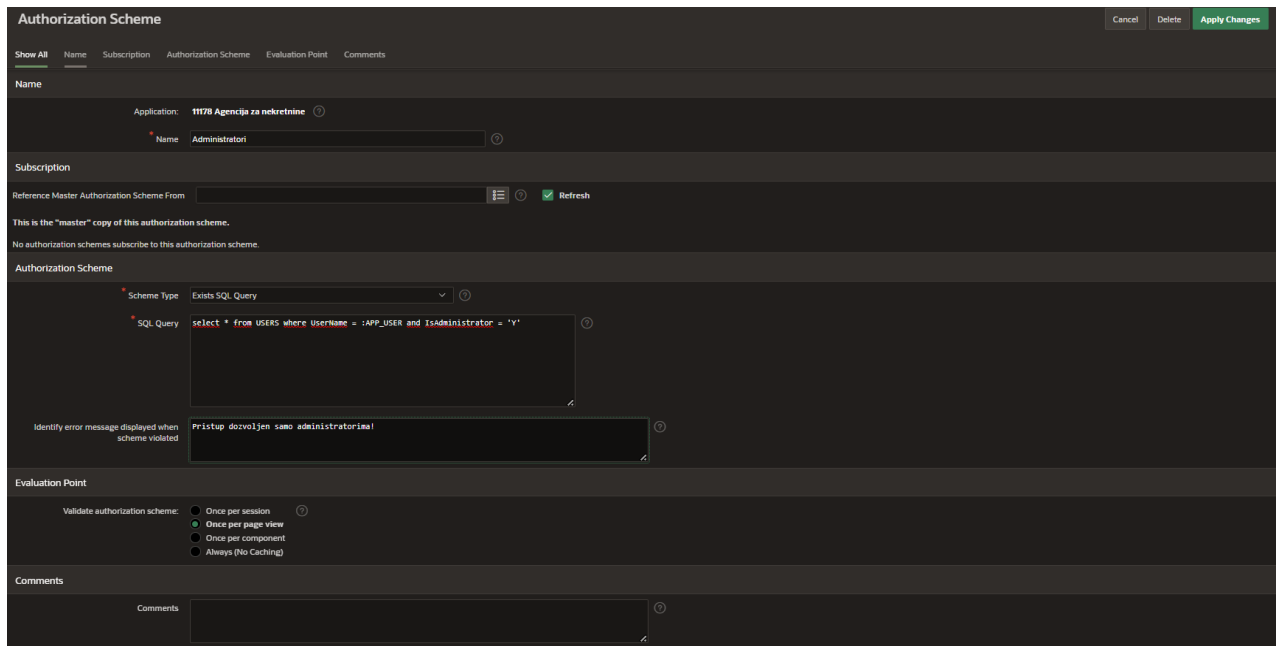 Authorization Scheme
Cancel Delete Apply Changes
Show All Name Subscription Authorization Scheme Evaluation Point Comments
Name
Application: 11178 Agencija za nekretnine
* Name Administratori
Subscription
Reference Master Authorization Scheme From Refresh
This is the "master" copy of this authorization scheme.
No authorization schemes subscribe to this authorization scheme.
Authorization Scheme
* Scheme Type Exists SQL Query
* SQL Query select * from USERS where UserName = :APP_USER and IsAdministrator = 'Y'
Identify error message displayed when Pristup dozvoljen samo administratorima!
scheme violated
Evaluation Point
Validate authorization scheme: Once per session
Once per page view
Once per component
Always (No Caching)
Comments
Comments